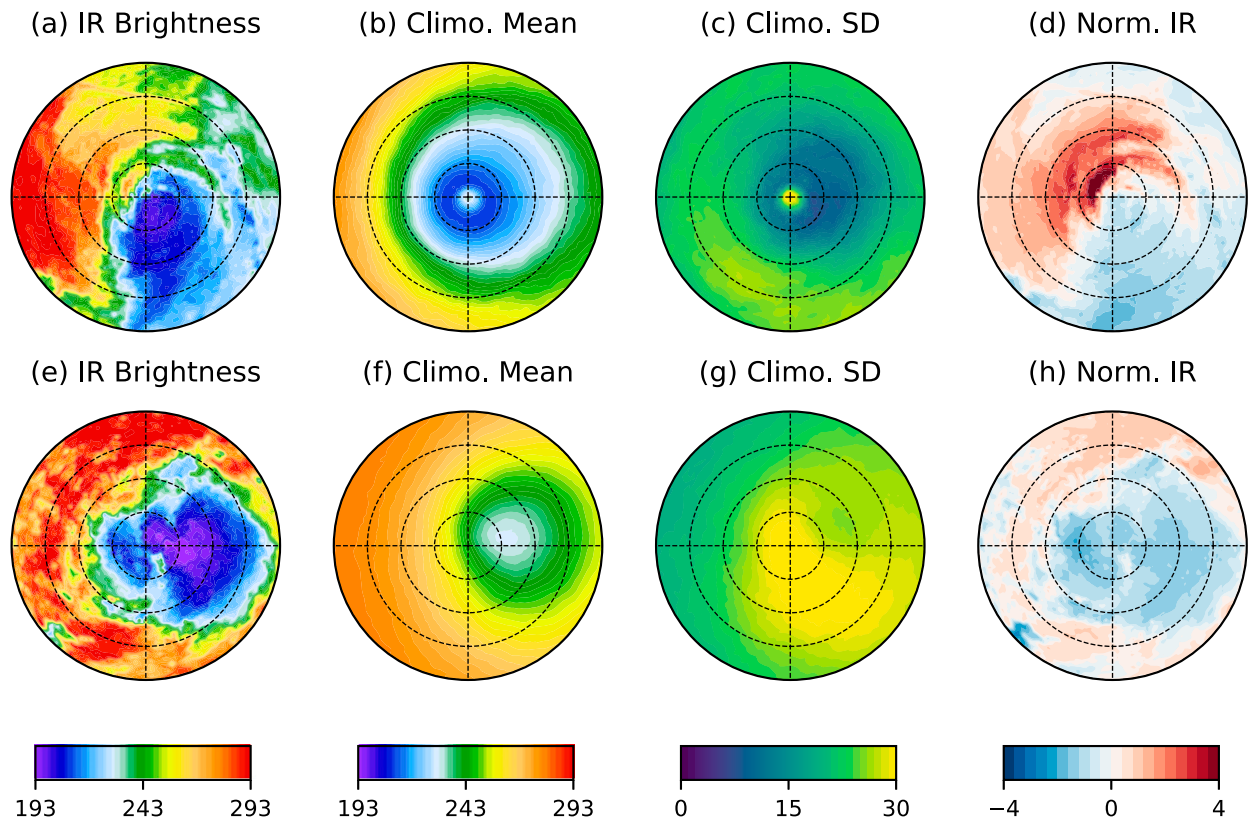 (a) IR Brightness (b) Climo. Mean (c) Climo. SD (d) Norm. IR
(e) IR Brightness (f) Climo. Mean (g) Climo. SD (h) Norm. IR
193 243 293 193 243 293 0 15 30 −4 0 4